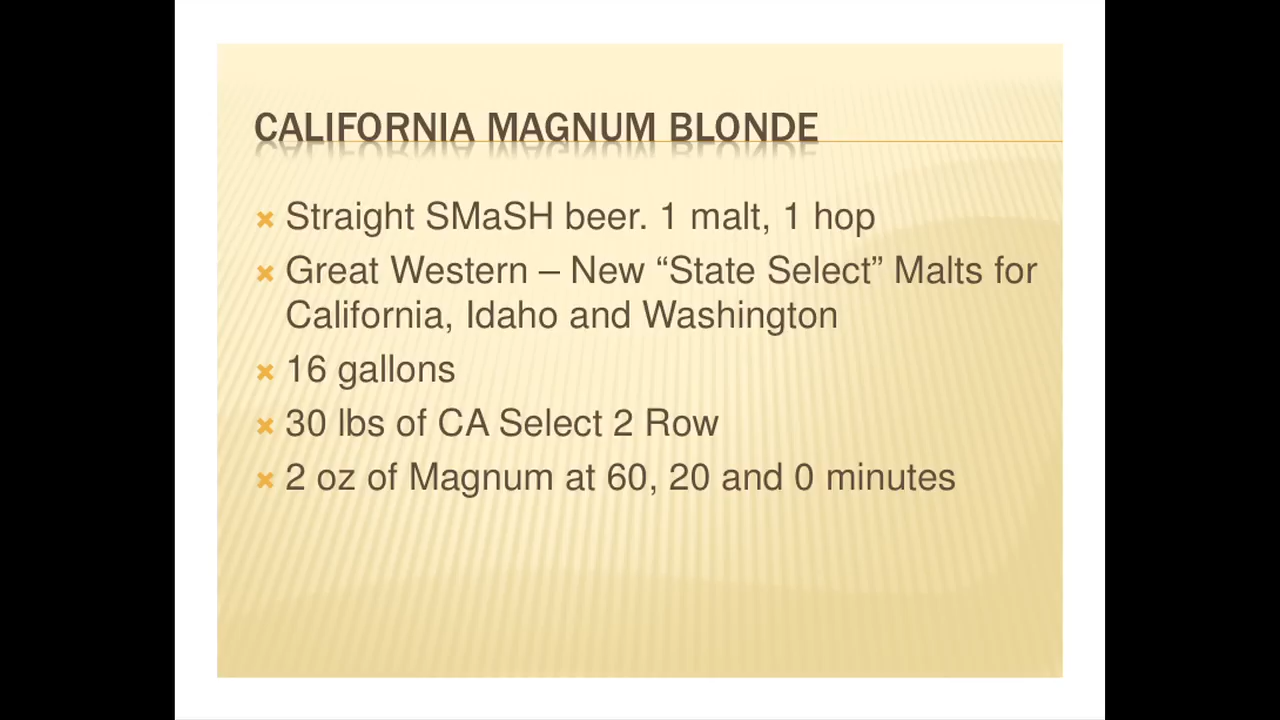 CALIFORNIA MAGNUM BLONDE
Straight SMaSH beer. 1 malt, 1 hop
Great Western – New “State Select” Malts for
California, Idaho and Washington
16 gallons
30 lbs of CA Select 2 Row
2 oz of Magnum at 60, 20 and 0 minutes